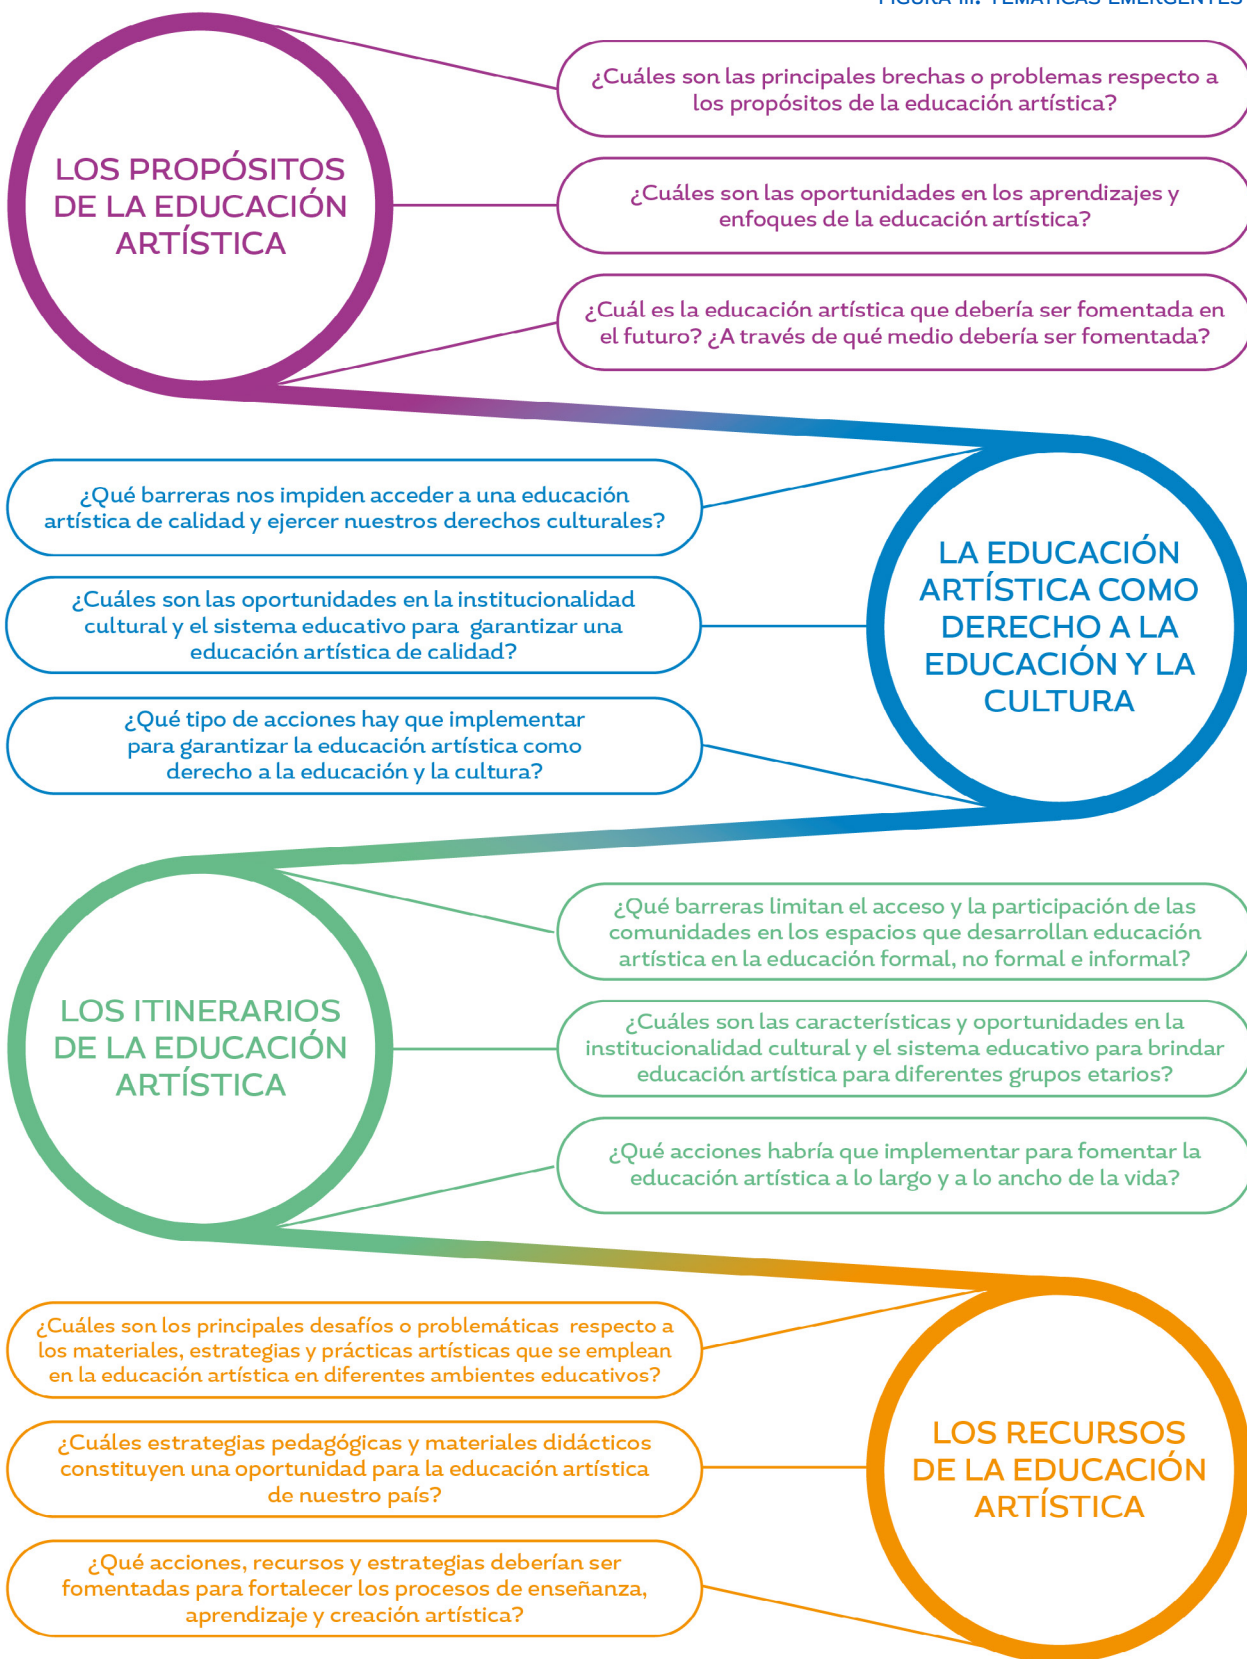 FIGURA III: TEMÁTICAS EMERGENTES
LOS PROPÓSITOS
DE LA EDUCACIÓN
ARTÍSTICA
¿Cuáles son las principales brechas o problemas respecto a
los propósitos de la educación artística?
¿Cuáles son las oportunidades en los aprendizajes y
enfoques de la educación artística?
¿Cuál es la educación artística que debería ser fomentada en
el futuro? ¿A través de qué medio debería ser fomentada?
LA EDUCACIÓN
ARTÍSTICA COMO
DERECHO A LA
EDUCACIÓN Y LA
CULTURA
¿Qué barreras nos impiden acceder a una educación
artística de calidad y ejercer nuestros derechos culturales?
¿Cuáles son las oportunidades en la institucionalidad
cultural y el sistema educativo para garantizar una
educación artística de calidad?
¿Qué tipo de acciones hay que implementar
para garantizar la educación artística como
derecho a la educación y la cultura?
LOS ITINERARIOS
DE LA EDUCACIÓN
ARTÍSTICA
¿Qué barreras limitan el acceso y la participación de las
comunidades en los espacios que desarrollan educación
artística en la educación formal, no formal e informal?
¿Cuáles son las características y oportunidades en la
institucionalidad cultural y el sistema educativo para brindar
educación artística para diferentes grupos etarios?
¿Qué acciones habría que implementar para fomentar la
educación artística a lo largo y a lo ancho de la vida?
LOS RECURSOS
DE LA EDUCACIÓN
ARTÍSTICA
¿Cuáles son los principales desafíos o problemáticas respecto a
los materiales, estrategias y prácticas artísticas que se emplean
en la educación artística en diferentes ambientes educativos?
¿Cuáles estrategias pedagógicas y materiales didácticos
constituyen una oportunidad para la educación artística
de nuestro país?
¿Qué acciones, recursos y estrategias deberían ser
fomentadas para fortalecer los procesos de enseñanza,
aprendizaje y creación artística?